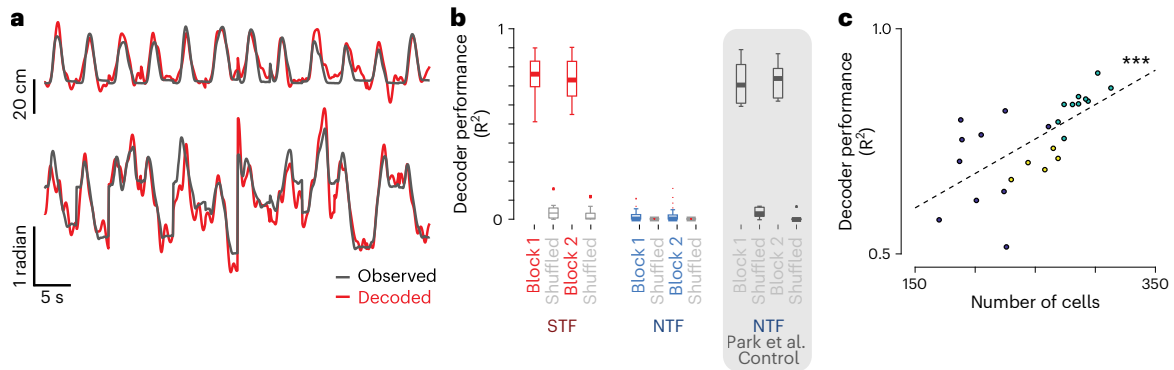 a
20 cm
1 radian
5 s
Observed
Decoded
b
Decoder performance
(R2)
1
0
Block 1
Shuffled
Block 2
Shuffled
Block 1
Shuffled
Block 2
Shuffled
Block 1
Shuffled
Block 2
Shuffled
STF
NTF
NTF
Park et al.
Control
c
Decoder performance
(R2)
1.0
0.5
***
150
350
Number of cells